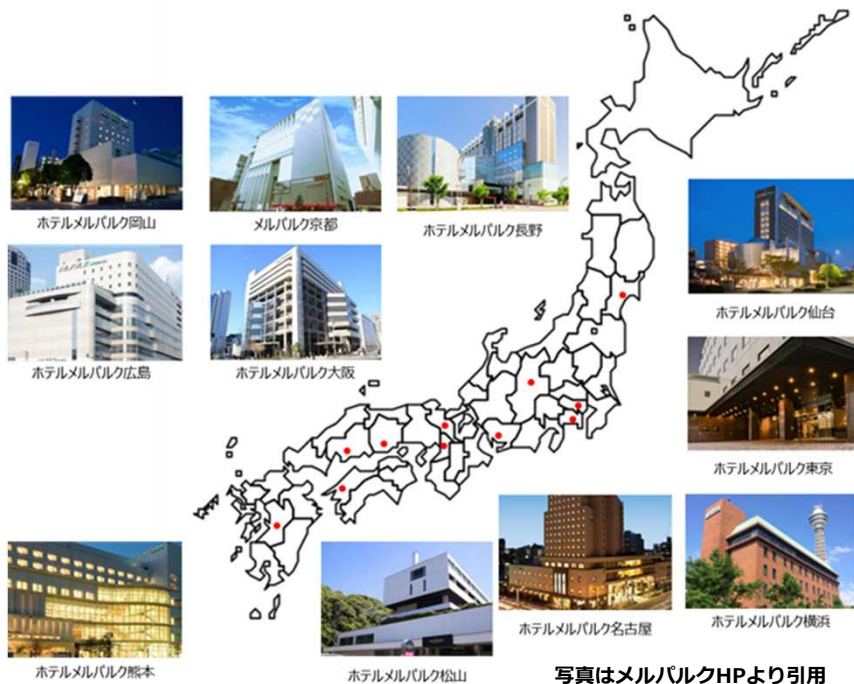 ホテルメルパルク岡山
メルパルク京都
ホテルメルパルク長野
ホテルメルパルク仙台
ホテルメルパルク広島
ホテルメルパルク大阪
ホテルメルパルク東京
ホテルメルパルク熊本
ホテルメルパルク松山
ホテルメルパルク名古屋
ホテルメルパルク横浜
写真はメルパルクHPより引用